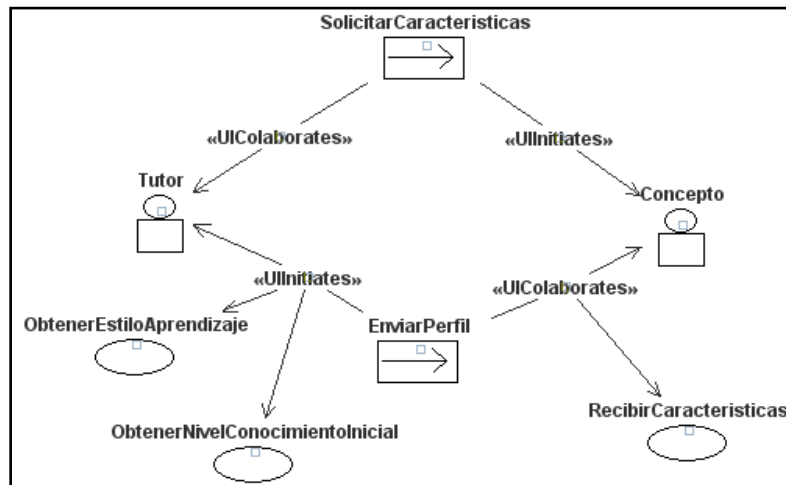 SolicitarCaracteristicas
«UIColaborates»
«UIInitiates»
Tutor
Concepto
«UIInitiates»
«UIColaborates»
ObtenerEstiloAprendizaje
EnviarPerfil
RecibirCaracteristicas
ObtenerNivelConocimientoInicial